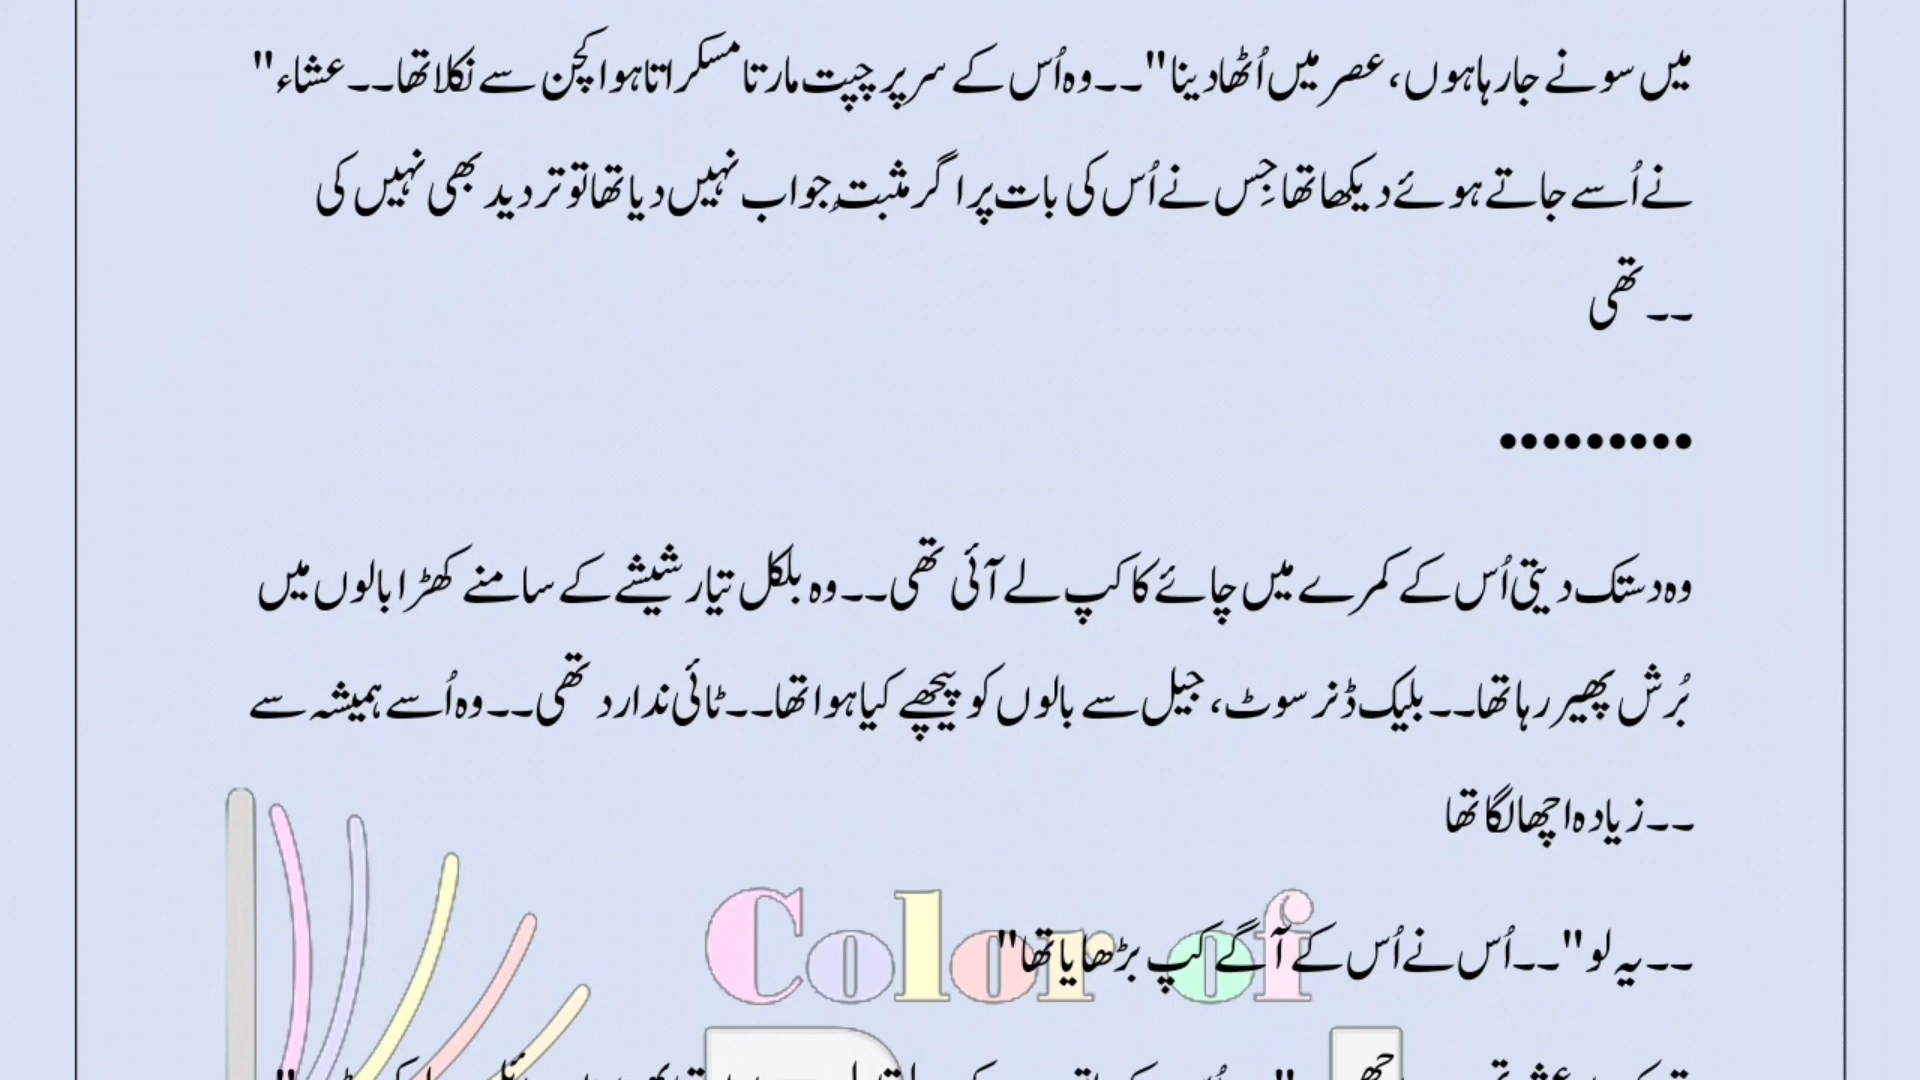 میں سونے جا رہا ہوں، عصر میں اُٹھا دینا"۔۔وہ اُس کے سر پر چپت مارتا مسکراتا ہوا کچن سے نکلا تھا۔۔عشاء"
نے اُسے جاتے ہوئے دیکھا تھا جِس نے اُس کی بات پر اگر مثبت جواب نہیں دیا تھا تو تردید بھی نہیں کی
۔۔تھی
•••••••••
وہ دستک دیتی اُس کے کمرے میں چائے کا کپ لے آئی تھی۔۔وہ بلکل تیار شیشے کے سامنے کھڑا بالوں میں
بُرش پھیر رہا تھا۔۔بلیک ڈنر سوٹ، جیل سے بالوں کو پیچھے کیا ہوا تھا۔۔ٹائی ندارد تھی۔۔وہ اُسے ہمیشہ سے
۔۔زیادہ اچھا لگا تھا
۔۔یہ لو"۔۔اُس نے اُس کے آگے کپ بڑھایا تھا"
Color of